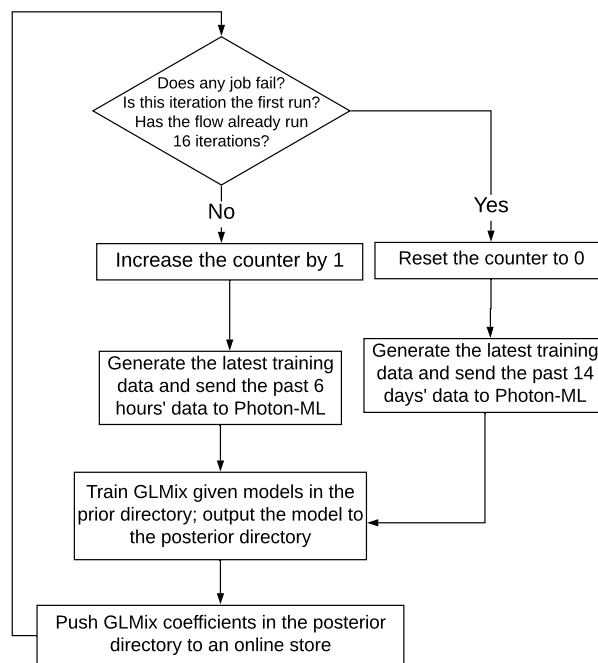 Does any job fail?
Is this iteration the first run?
Has the flow already run
16 iterations?
No
Yes
Increase the counter by 1
Reset the counter to 0
Generate the latest training
data and send the past 6
hours' data to Photon-ML
Generate the latest training
data and send the past 14
days' data to Photon-ML
Train GLMix given models in the
prior directory; output the model to
the posterior directory
Push GLMix coefficients in the posterior
directory to an online store